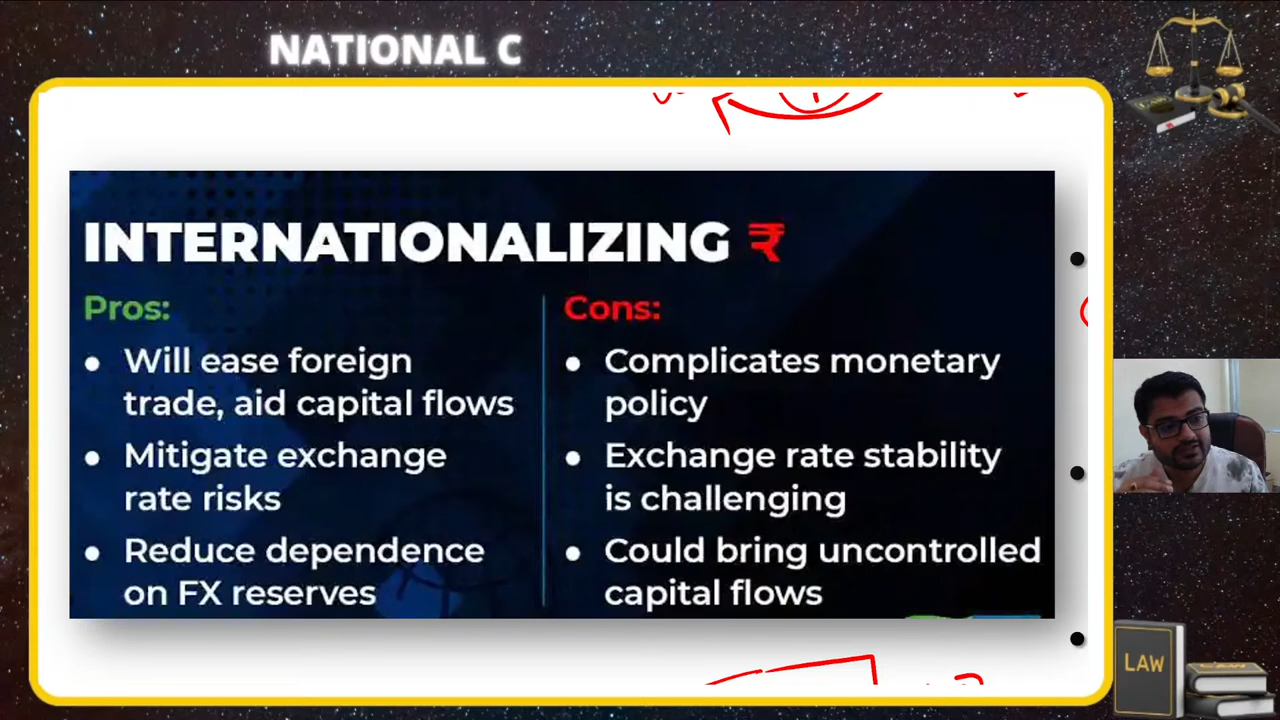 NATIONAL C
INTERNATIONALIZING ₹
Pros:
● Will ease foreign
trade, aid capital flows
● Mitigate exchange
rate risks
● Reduce dependence
on FX reserves
Cons:
● Complicates monetary
policy
● Exchange rate stability
is challenging
● Could bring uncontrolled
capital flows
LAW